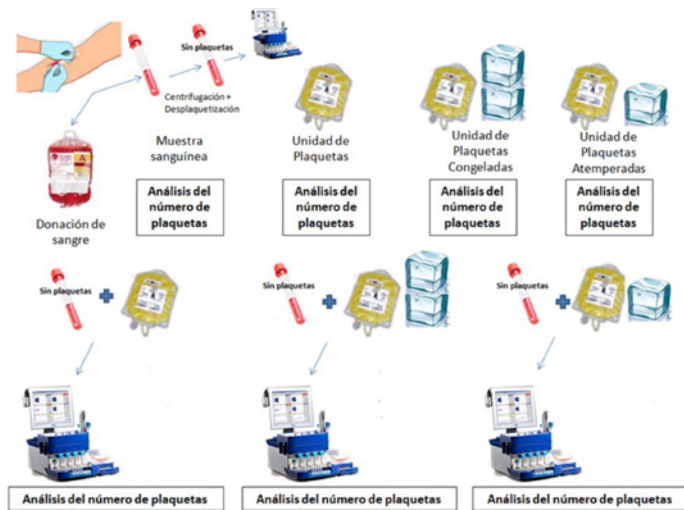 Sin plaquetas
Centrifugación +
Desplaquetización
Muestra
sanguínea
Análisis del
número de
plaquetas
Donación de
sangre
Unidad de
Plaquetas
Análisis del
número de
plaquetas
Unidad de
Plaquetas
Congeladas
Análisis del
número de
plaquetas
Unidad de
Plaquetas
Atemperadas
Análisis del
número de
plaquetas
Sin plaquetas
Sin plaquetas
Sin plaquetas
Análisis del número de plaquetas
Análisis del número de plaquetas
Análisis del número de plaquetas